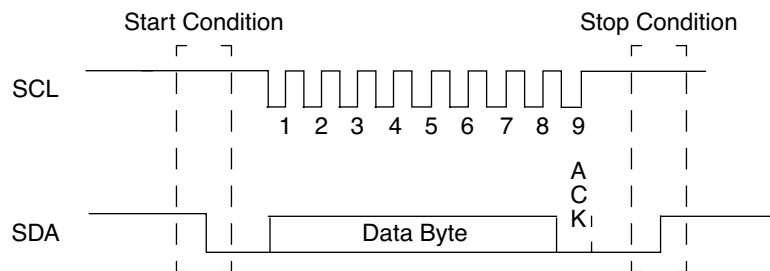 Start Condition
Stop Condition
SCL
1 2 3 4 5 6 7 8 9
A
C
K
SDA
Data Byte